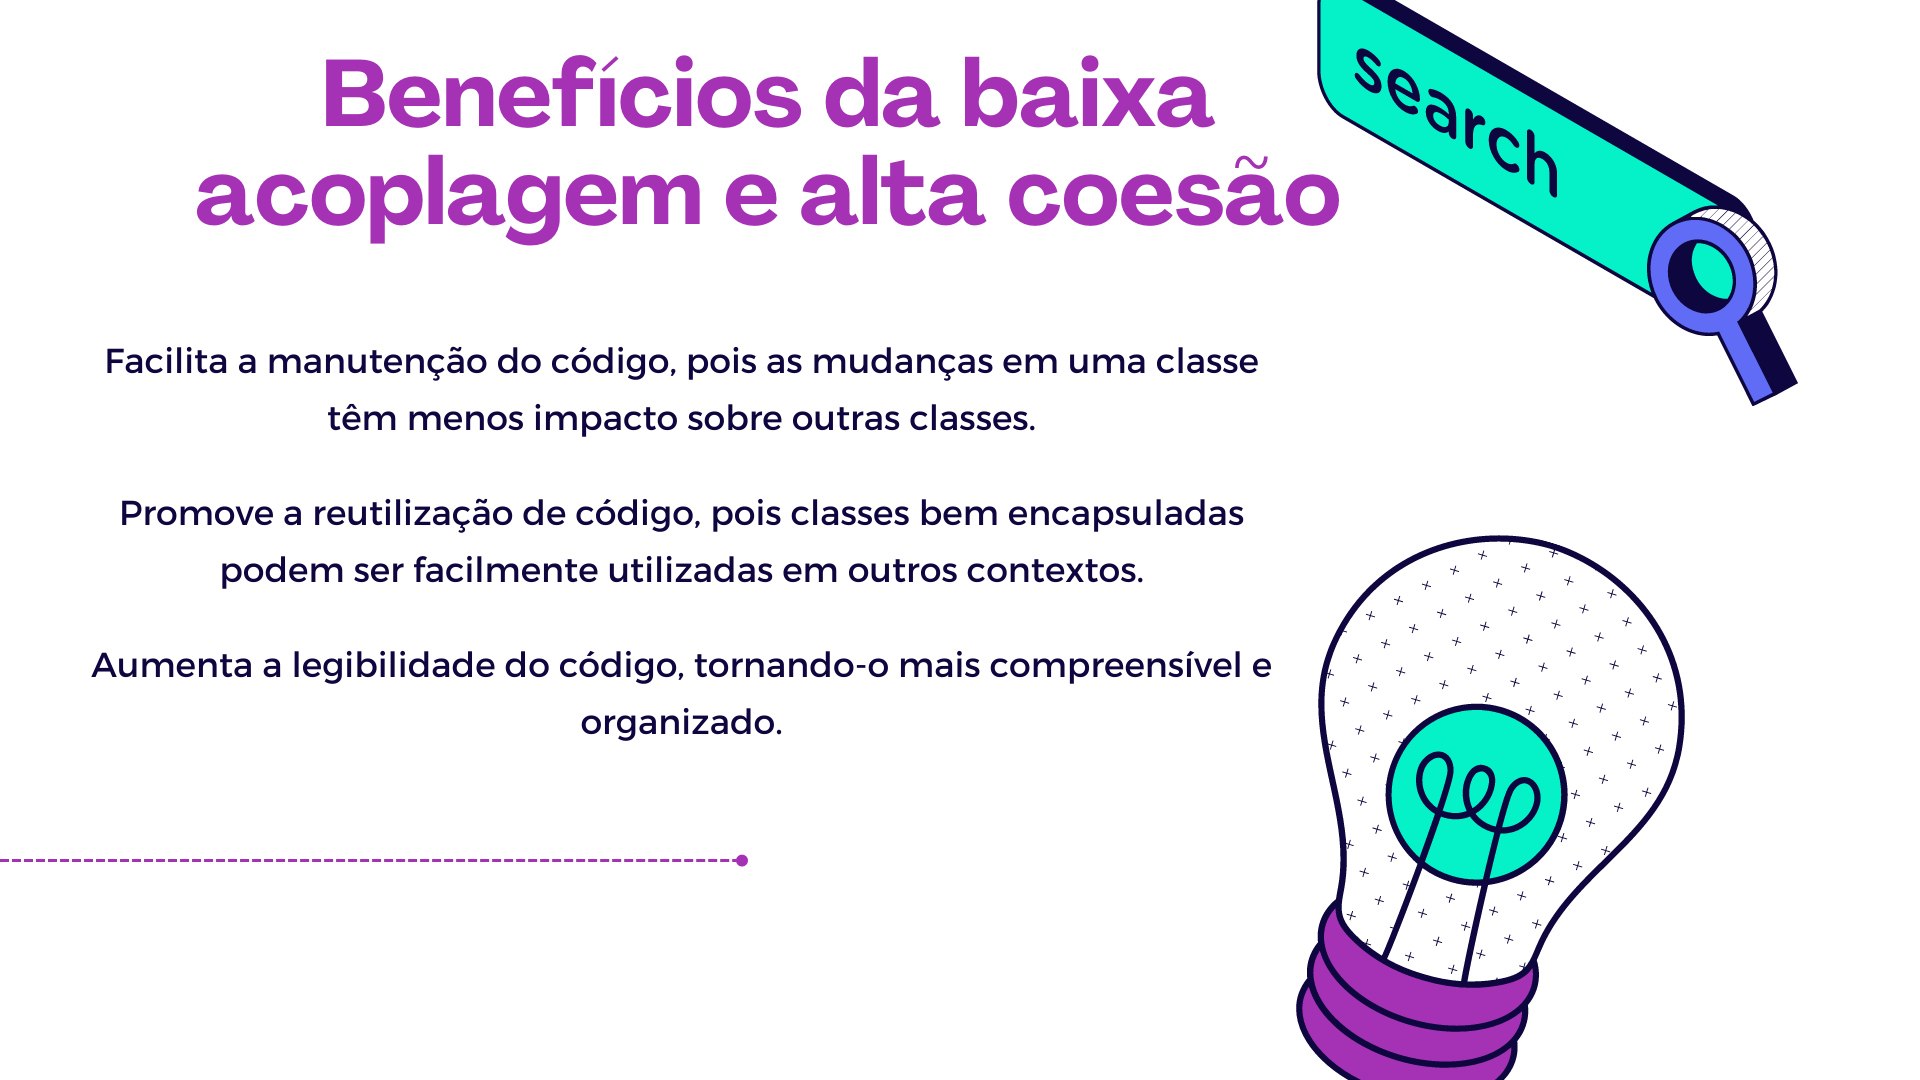 Benefícios da baixa
acoplagem e alta coesão
search
Facilita a manutenção do código, pois as mudanças em uma classe
têm menos impacto sobre outras classes.
Promove a reutilização de código, pois classes bem encapsuladas
podem ser facilmente utilizadas em outros contextos.
Aumenta a legibilidade do código, tornando-o mais compreensível e
organizado.